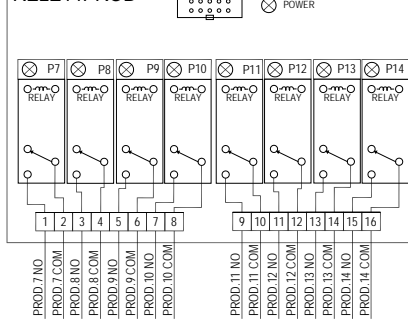 POWER
P7 P8 P9 P10 P11 P12 P13 P14
RELAY RELAY RELAY RELAY RELAY RELAY RELAY RELAY
1 2 3 4 5 6 7 8 9 10 11 12 13 14 15 16
PROD.7 NO
PROD.7 COM
PROD.8 NO
PROD.8 COM
PROD.9 NO
PROD.9 COM
PROD.10 NO
PROD.10 COM
PROD.11 NO
PROD.11 COM
PROD.12 NO
PROD.12 COM
PROD.13 NO
PROD.13 COM
PROD.14 NO
PROD.14 COM